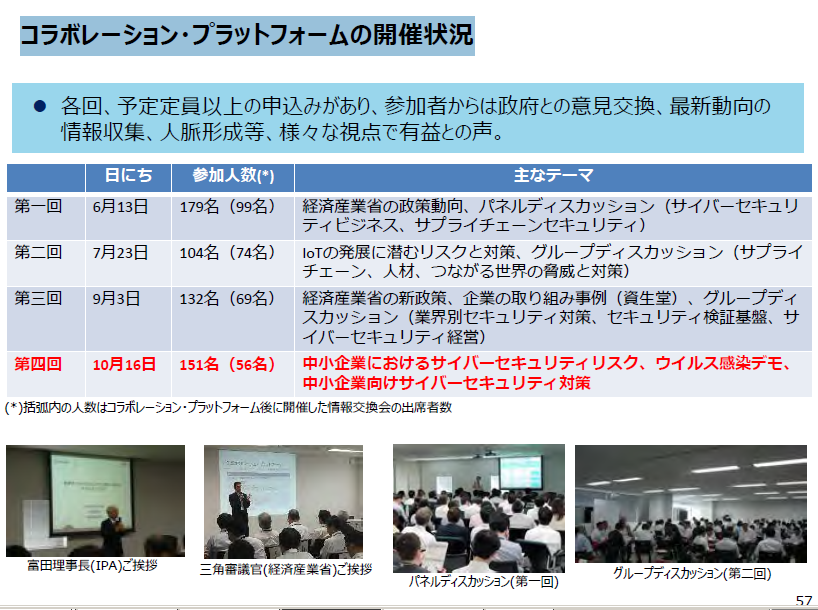 コラボレーション・プラットフォームの開催状況
● 各回、予定定員以上の申込みがあり、参加者からは政府との意見交換、最新動向の
情報収集、人脈形成等、様々な視点で有益との声。
日にち 参加人数(*) 主なテーマ
第一回 6月13日 179名（99名） 経済産業省の政策動向、パネルディスカッション（サイバーセキュリ
ティビジネス、サプライチェーンセキュリティ）
第二回 7月23日 104名（74名） IoTの発展に潜むリスクと対策、グループディスカッション（サプライ
チェーン、人材、つながる世界の脅威と対策）
第三回 9月3日 132名（69名） 経済産業省の新政策、企業の取り組み事例（資生堂）、グループディ
スカッション（業界別セキュリティ対策、セキュリティ検証基盤、サ
イバーセキュリティ経営）
第四回 10月16日 151名（56名） 中小企業におけるサイバーセキュリティリスク、ウイルス感染デモ、
中小企業向けサイバーセキュリティ対策
(*)括弧内の人数はコラボレーション・プラットフォーム後に開催した情報交換会の出席者数
富田理事長(IPA)ご挨拶
三角審議官(経済産業省)ご挨拶
パネルディスカッション(第一回)
グループディスカッション(第二回)
57